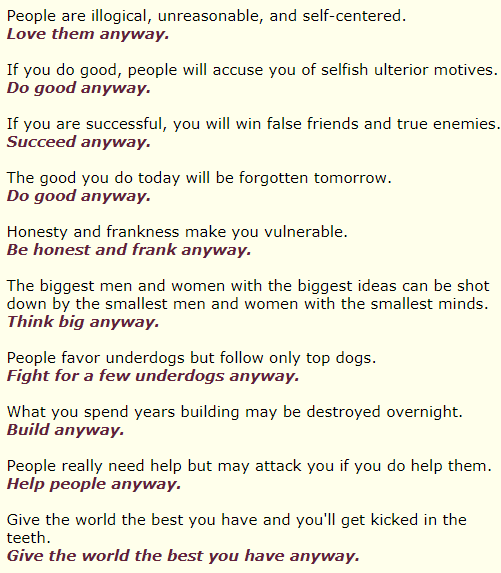 People are illogical, unreasonable, and self-centered.
Love them anyway.
If you do good, people will accuse you of selfish ulterior motives.
Do good anyway.
If you are successful, you will win false friends and true enemies.
Succeed anyway.
The good you do today will be forgotten tomorrow.
Do good anyway.
Honesty and frankness make you vulnerable.
Be honest and frank anyway.
The biggest men and women with the biggest ideas can be shot
down by the smallest men and women with the smallest minds.
Think big anyway.
People favor underdogs but follow only top dogs.
Fight for a few underdogs anyway.
What you spend years building may be destroyed overnight.
Build anyway.
People really need help but may attack you if you do help them.
Help people anyway.
Give the world the best you have and you'll get kicked in the
teeth.
Give the world the best you have anyway.